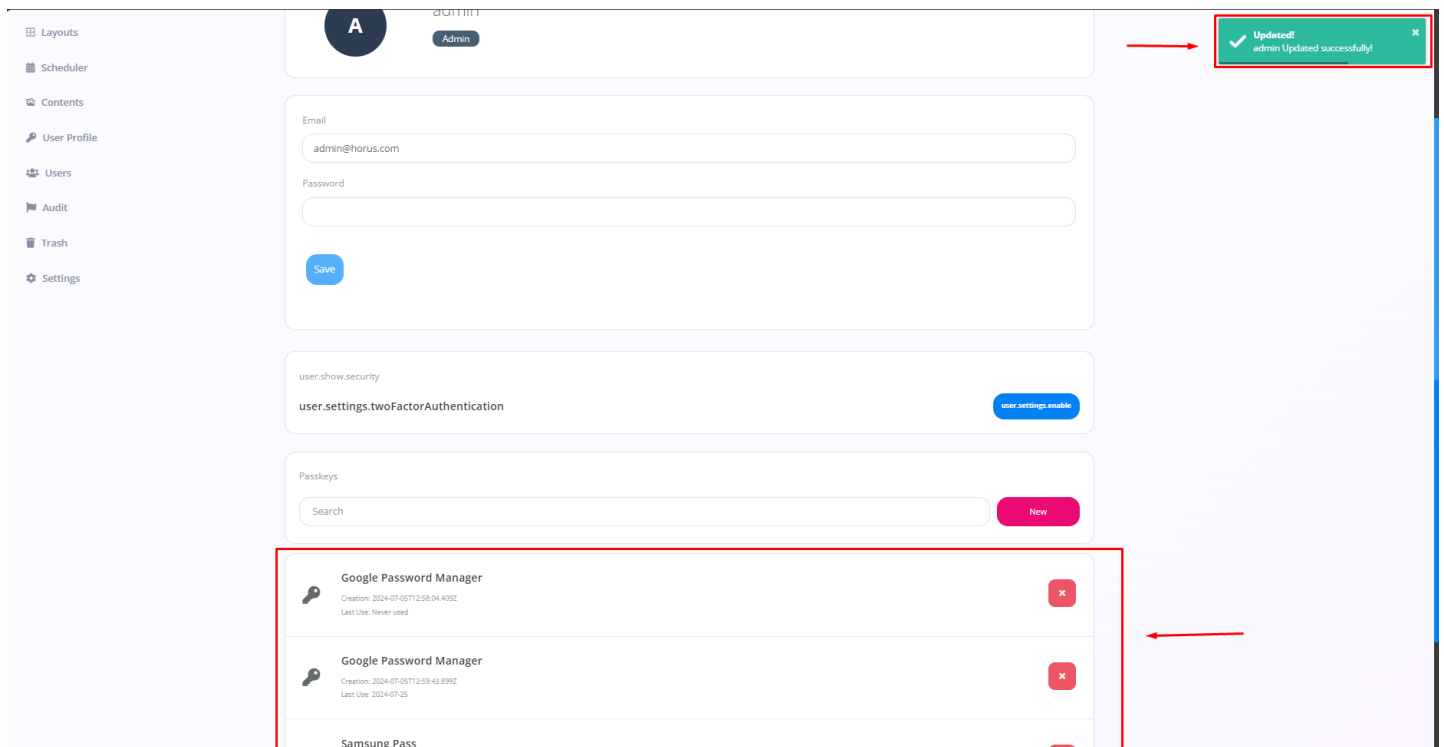 Layouts
Scheduler
Contents
User Profile
Users
Audit
Trash
Settings
A
admin
Admin
Updated!
admin Updated successfully!
Email
admin@horus.com
Password
Save
user.show.security
user.settings.twoFactorAuthentication
user.settings.enable
Passkeys
Search
New
Google Password Manager
Creation: 2024-07-05T12:58:04.409Z
Last Use: Never used
Google Password Manager
Creation: 2024-07-05T12:59:43.899Z
Last Use: 2024-07-25
Samsung Pass